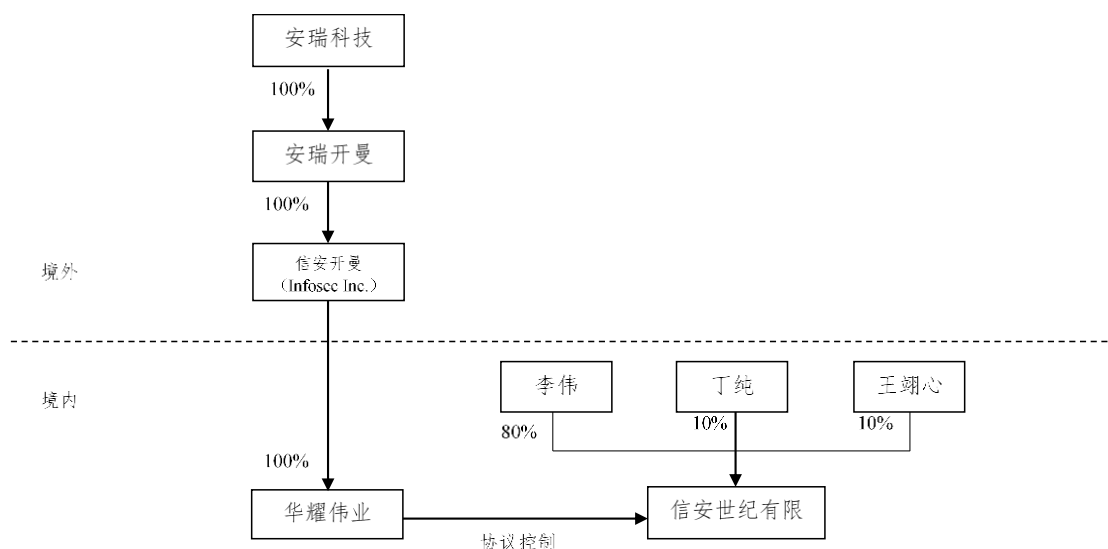 安瑞科技
100%
安瑞开曼
100%
信安开曼
（Infosec Inc.）
境外
境内
李伟
丁纯
王翊心
80%
10%
10%
100%
华耀伟业
信安世纪有限
协议控制